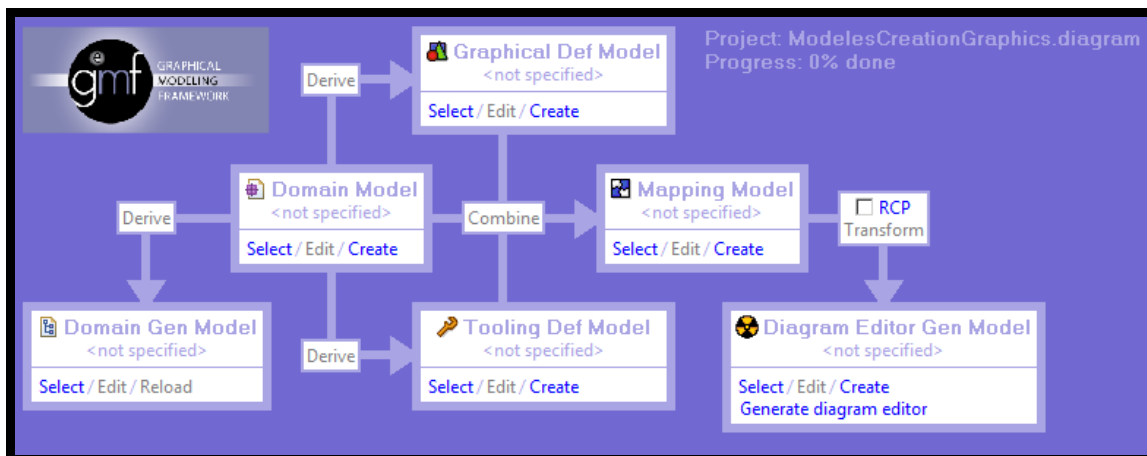 gmf
GRAPHICAL
MODELING
FRAMEWORK
Project: ModelesCreationGraphics.diagram
Progress: 0% done
Graphical Def Model
<not specified>
Select / Edit / Create
Derive
Domain Model
<not specified>
Select / Edit / Create
Derive
Combine
Mapping Model
<not specified>
Select / Edit / Create
RCP
Transform
Domain Gen Model
<not specified>
Select / Edit / Reload
Derive
Tooling Def Model
<not specified>
Select / Edit / Create
Diagram Editor Gen Model
<not specified>
Select / Edit / Create
Generate diagram editor